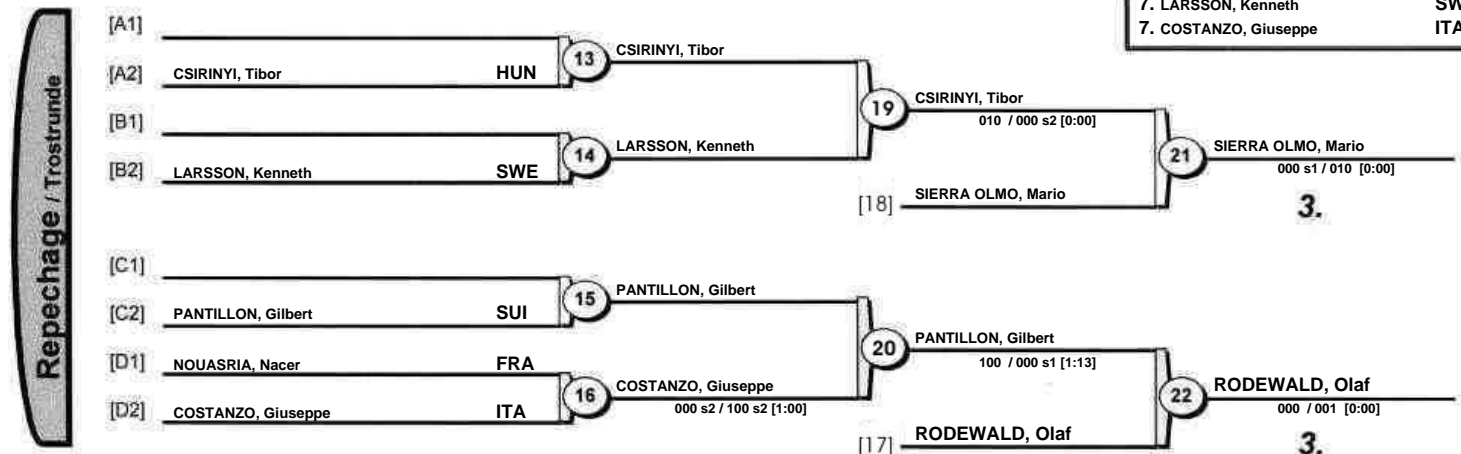 7. LARSSON, Kenneth SW
7. COSTANZO, Giuseppe ITA
Repechage / Trostrunde
[A1]
[A2] CSIRINYI, Tibor HUN
13 CSIRINYI, Tibor
[B1]
[B2] LARSSON, Kenneth SWE
14 LARSSON, Kenneth
19 CSIRINYI, Tibor
010 / 000 s2 [0:00]
[18] SIERRA OLMO, Mario
21 SIERRA OLMO, Mario
000 s1 / 010 [0:00]
3.
[C1]
[C2] PANTILLON, Gilbert SUI
15 PANTILLON, Gilbert
[D1] NOUASRIA, Nacer FRA
[D2] COSTANZO, Giuseppe ITA
16 COSTANZO, Giuseppe
000 s2 / 100 s2 [1:00]
20 PANTILLON, Gilbert
100 / 000 s1 [1:13]
[17] RODEWALD, Olaf
22 RODEWALD, Olaf
000 / 001 [0:00]
3.